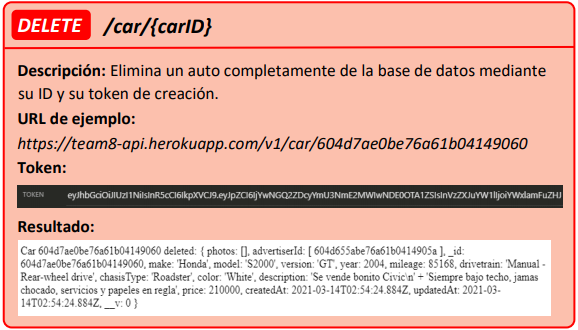 DELETE /car/{carID}
Descripción: Elimina un auto completamente de la base de datos mediante
su ID y su token de creación.
URL de ejemplo:
https://team8-api.herokuapp.com/v1/car/604d7ae0be76a61b04149060
Token:
TOKEN eyJhbGciOiJIUzI1NiIsInR5cCI6IkpXVCJ9.eyJpZCI6IjYwNGQ2ZDcyYmU3NmE2MWIwNDE0OTA1ZSIsInVzZXJuYW1lIjoiYWxlamFuZHJ
Resultado:
Car 604d7ae0be76a61b04149060 deleted: { photos: [], advertiserId: [ 604d655abe76a61b0414905a ], _id:
604d7ae0be76a61b04149060, make: 'Honda', model: 'S2000', version: 'GT', year: 2004, mileage: 85168, drivetrain: 'Manual -
Rear-wheel drive', chasisType: 'Roadster', color: 'White', description: 'Se vende bonito Civic\n' + 'Siempre bajo techo, jamas
chocado, servicios y papeles en regla', price: 210000, createdAt: 2021-03-14T02:54:24.884Z, updatedAt: 2021-03-
14T02:54:24.884Z, __v: 0 }